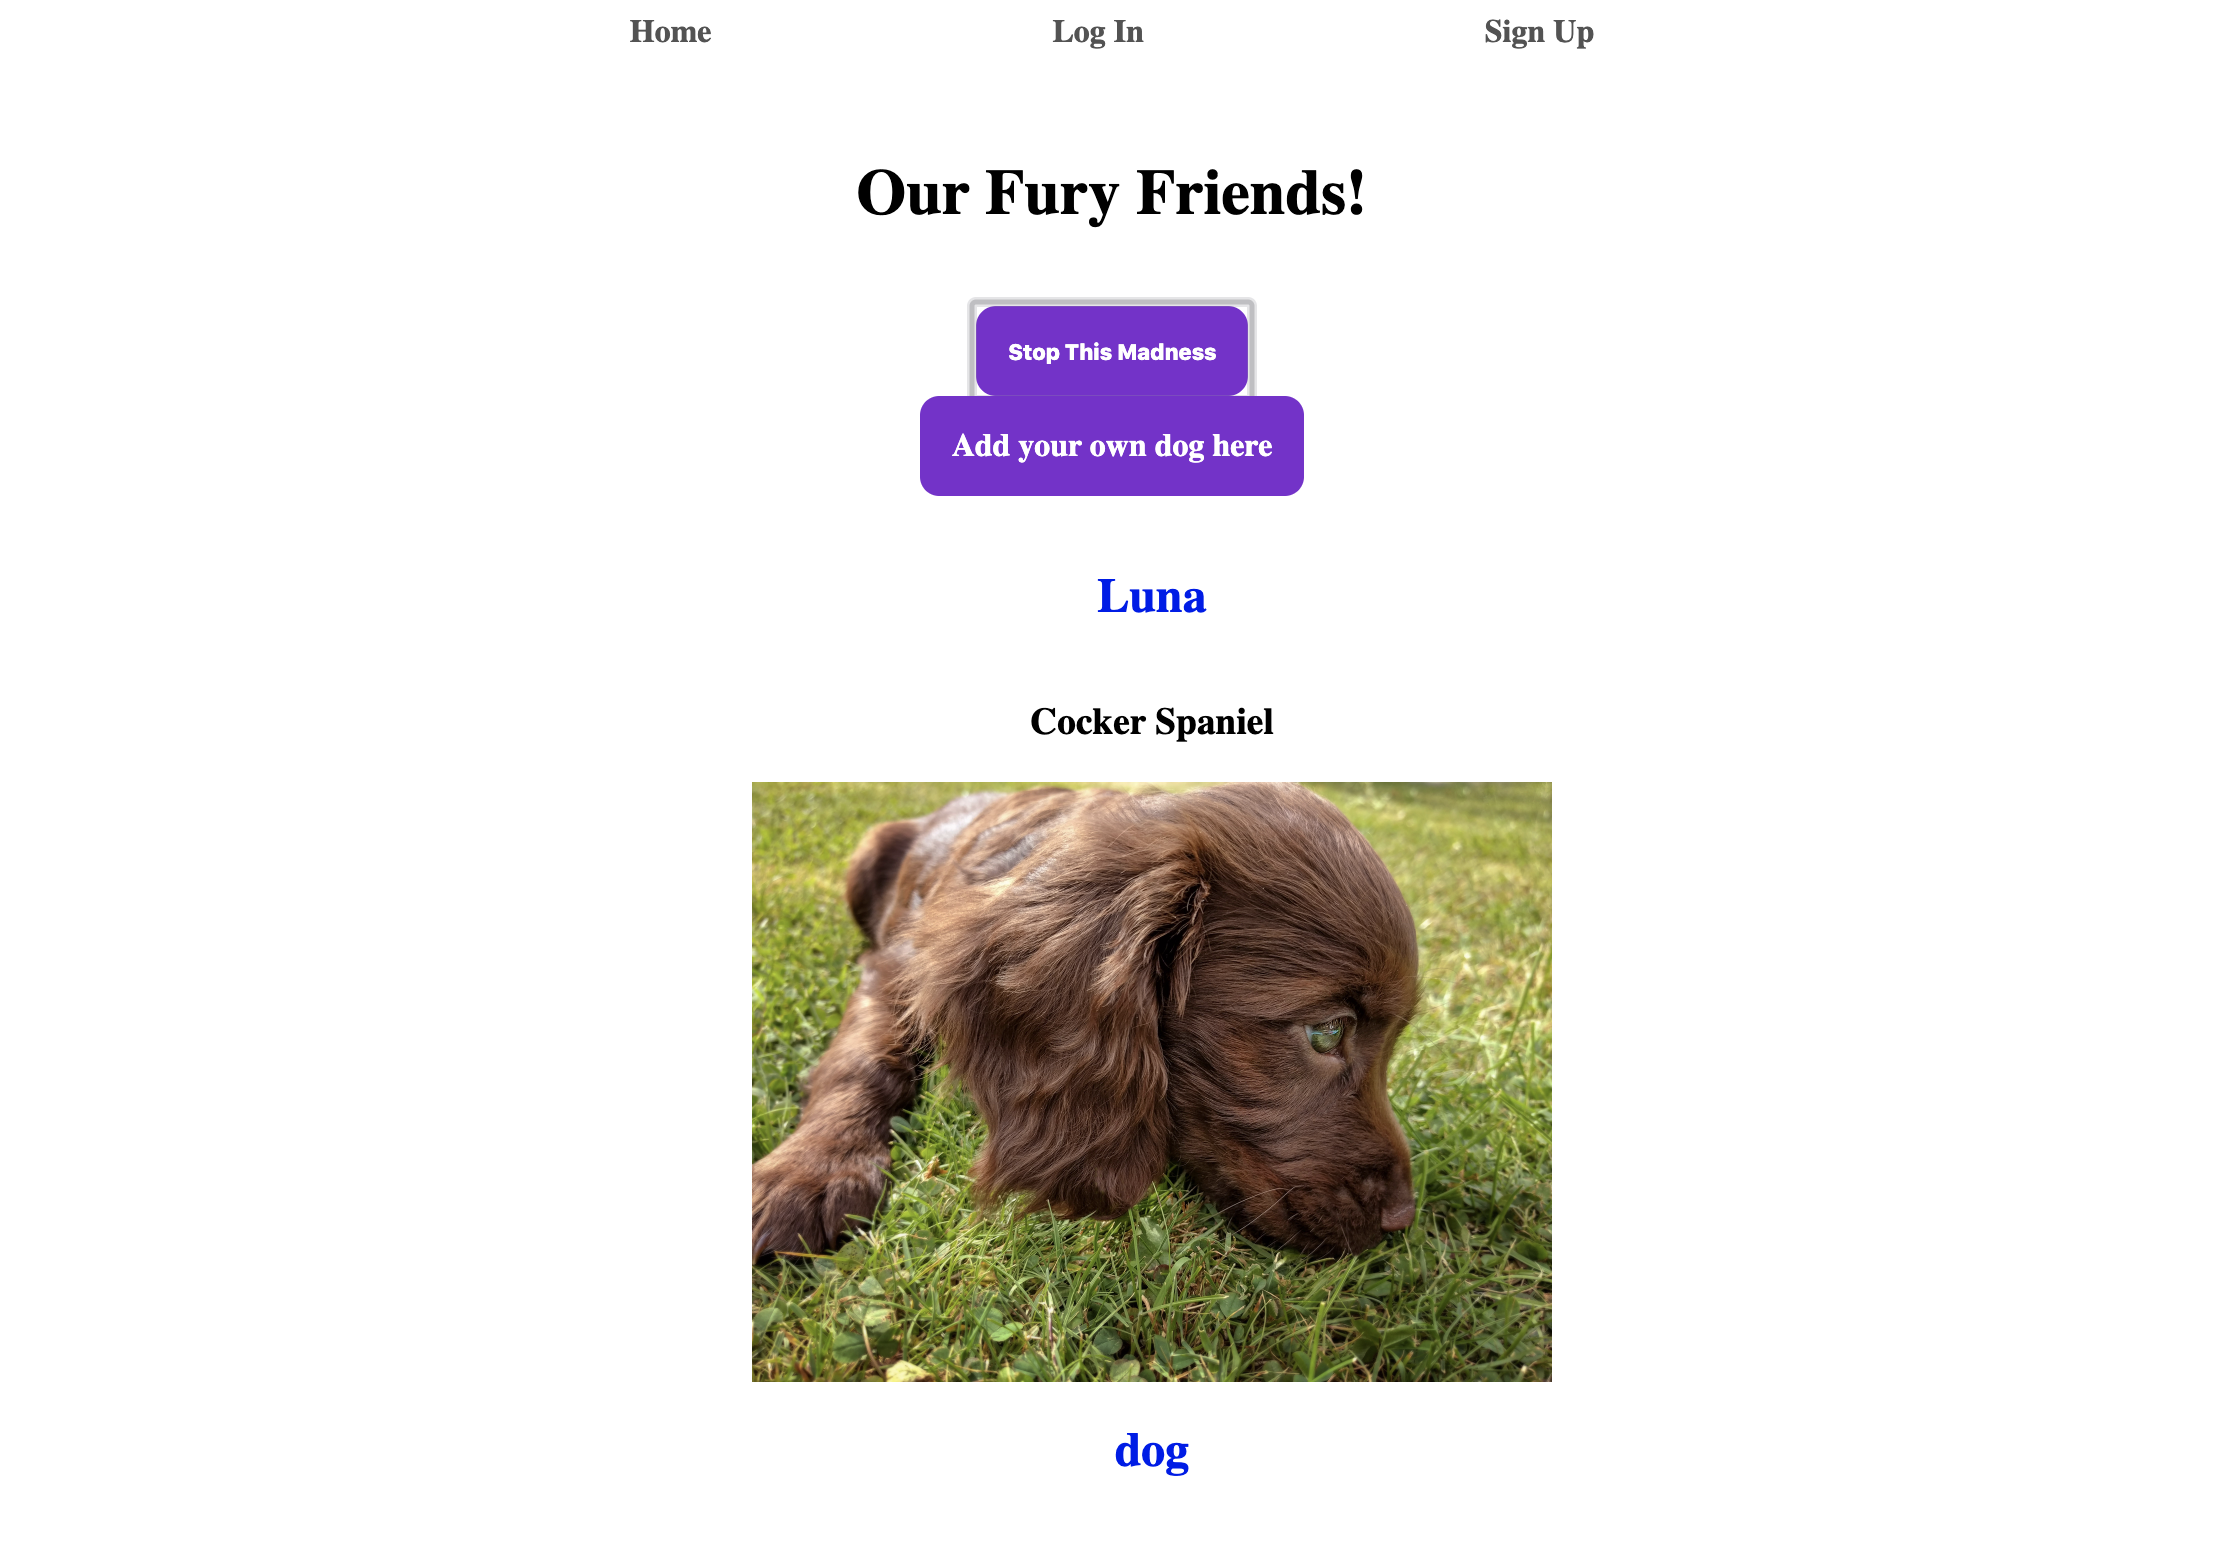 Home Log In Sign Up
Our Fury Friends!
Stop This Madness
Add your own dog here
Luna
Cocker Spaniel
dog